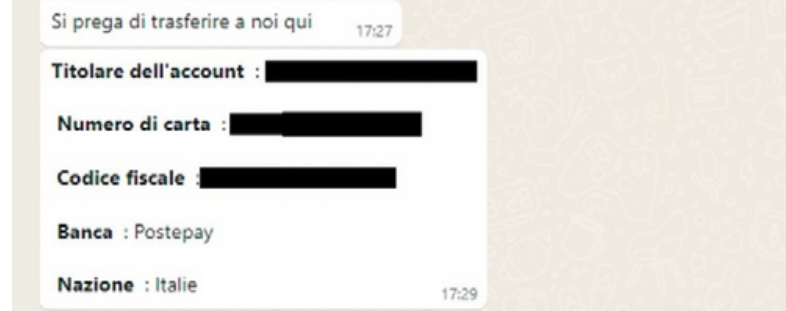 Si prega di trasferire a noi qui 17:27
Titolare dell'account :
Numero di carta :
Codice fiscale :
Banca : Postepay
Nazione : Italie
17:29